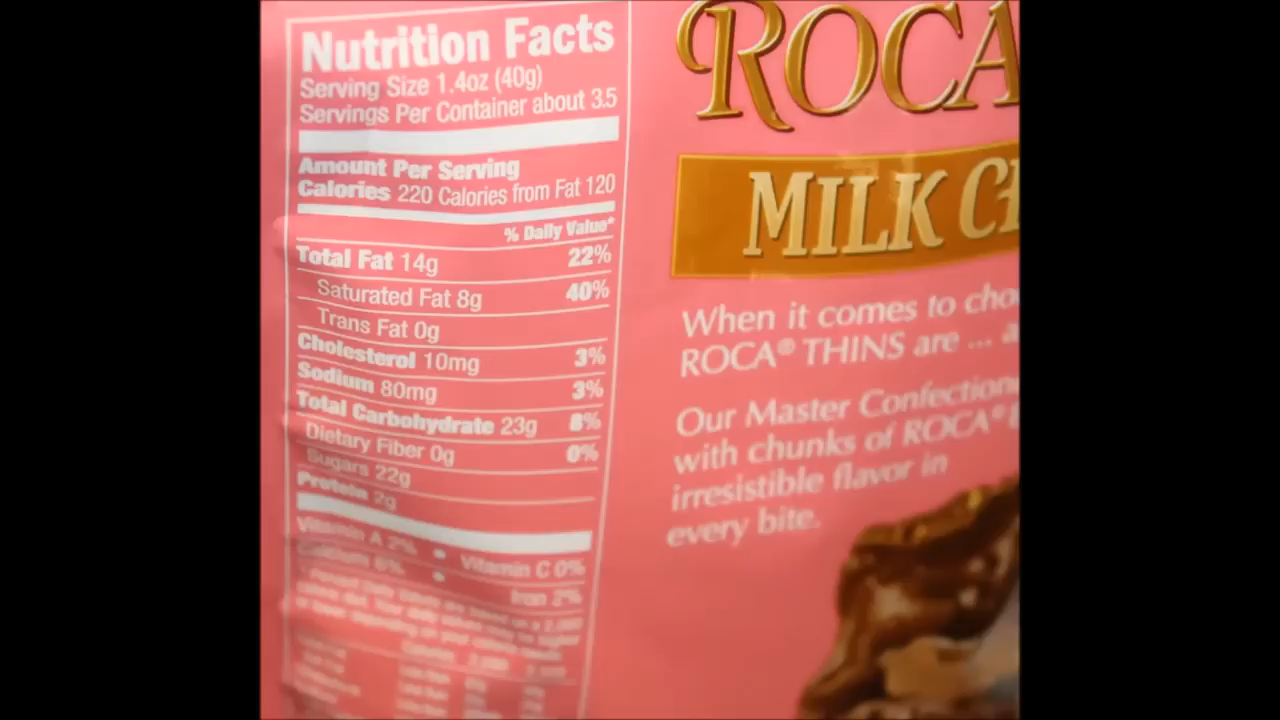 Nutrition Facts
Serving Size 1.4oz (40g)
Servings Per Container about 3.5
Amount Per Serving
Calories 220 Calories from Fat 120
% Daily Value*
Total Fat 14g 22%
Saturated Fat 8g 40%
Trans Fat 0g
Cholesterol 10mg 3%
Sodium 80mg 3%
Total Carbohydrate 23g 8%
Dietary Fiber 0g 0%
Sugars 22g
Protein 2g
Vitamin A 2% • Vitamin C 0%
Calcium 6% • Iron 2%
ROCA
MILK
When it comes to
ROCA® THINS are ...
Our Master
with chunks of ROCA®
irresistible flavor in
every bite.